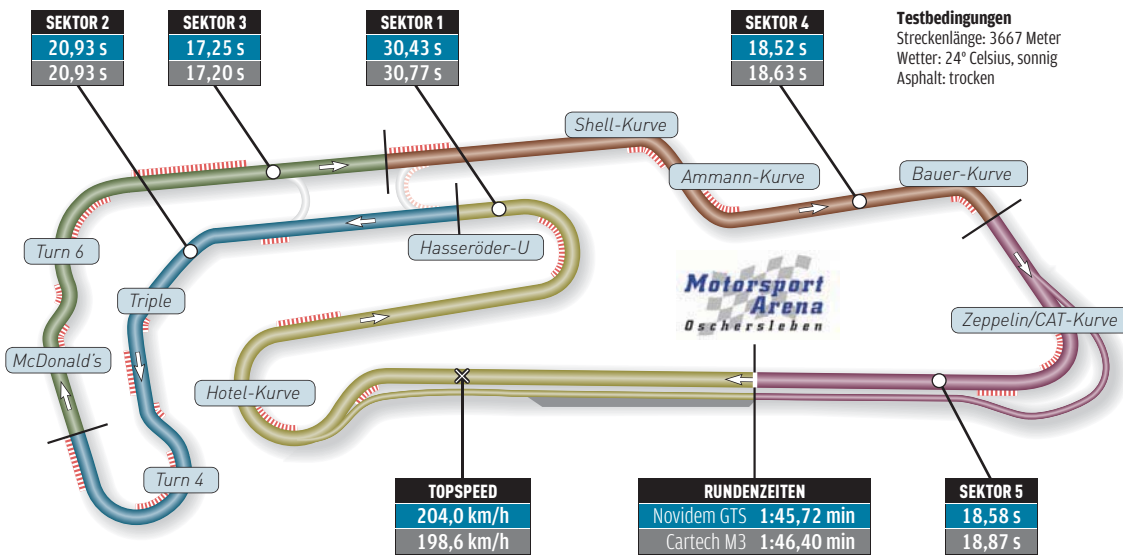 SEKTOR 2
20,93 s
20,93 s
SEKTOR 3
17,25 s
17,20 s
SEKTOR 1
30,43 s
30,77 s
SEKTOR 4
18,52 s
18,63 s
Testbedingungen
Streckenlänge: 3667 Meter
Wetter: 24° Celsius, sonnig
Asphalt: trocken
Shell-Kurve
Ammann-Kurve
Bauer-Kurve
Turn 6
Hasseröder-U
Triple
Motorsport
Arena
Oschersleben
Zeppelin/CAT-Kurve
McDonald's
Hotel-Kurve
Turn 4
TOPSPEED
204,0 km/h
198,6 km/h
RUNDENZEITEN
Novidem GTS 1:45,72 min
Cartech M3 1:46,40 min
SEKTOR 5
18,58 s
18,87 s